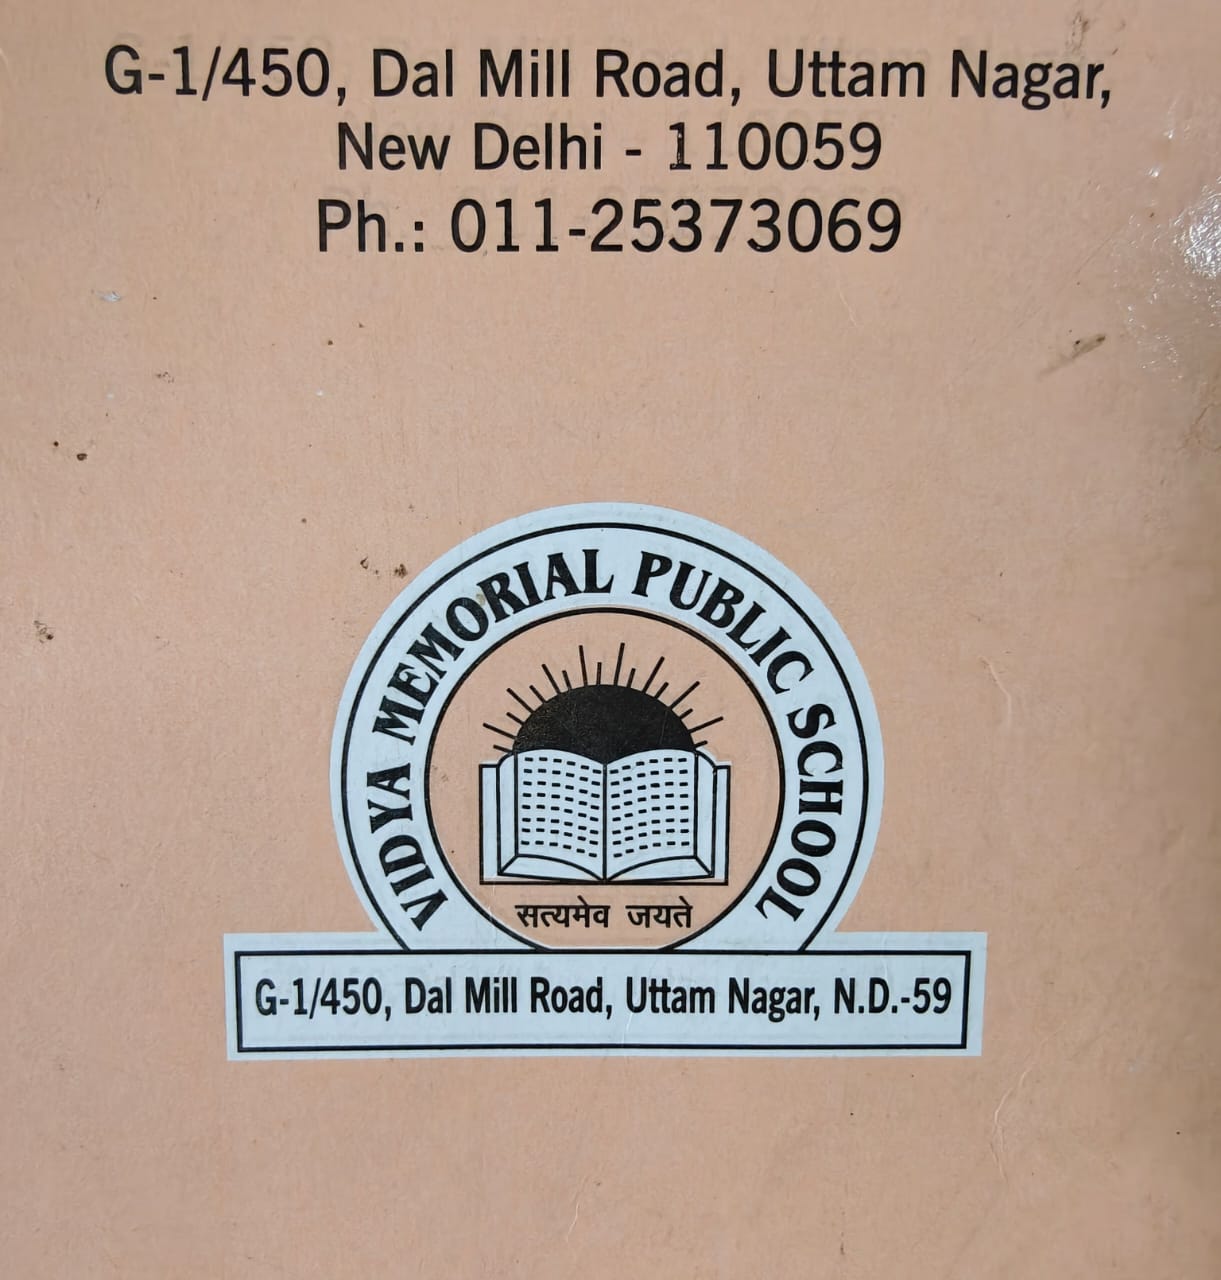 G-1/450, Dal Mill Road, Uttam Nagar,
New Delhi - 110059
Ph.: 011-25373069
VIDYA MEMORIAL PUBLIC SCHOOL
सत्यमेव जयते
G-1/450, Dal Mill Road, Uttam Nagar, N.D.-59